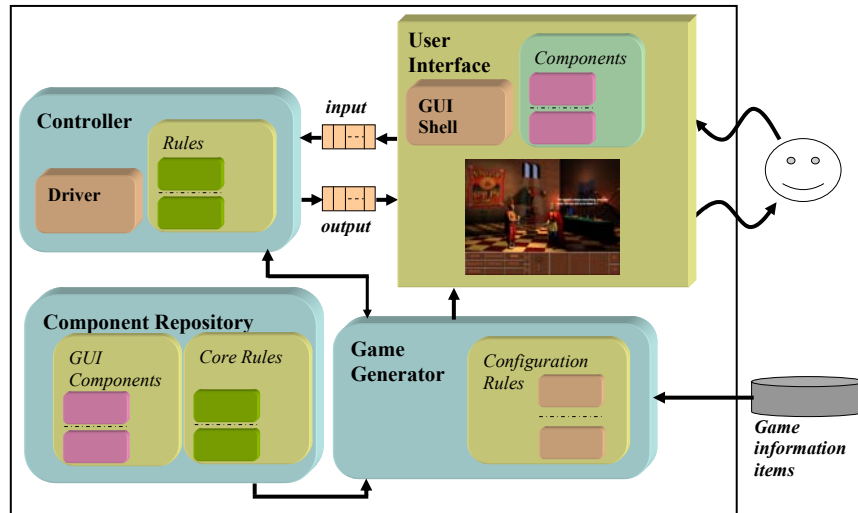 User
Interface
Components
GUI
Shell
input
Controller
Rules
Driver
output
Component Repository
GUI
Components
Core Rules
Game
Generator
Configuration
Rules
Game
information
items